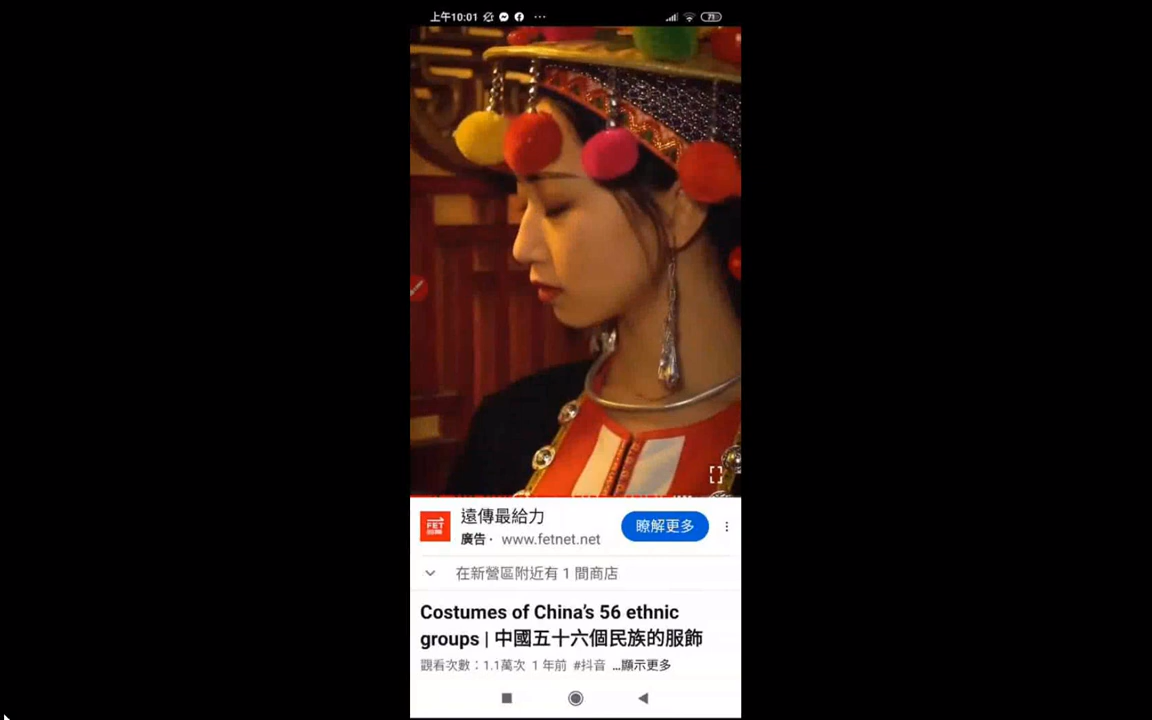 上午10:01
73
FET
遠傳最給力
廣告· www.fetnet.net
瞭解更多
在新營區附近有 1 間商店
Costumes of China's 56 ethnic
groups | 中國五十六個民族的服飾
觀看次數：1.1萬次 1 年前 #抖音 ...顯示更多